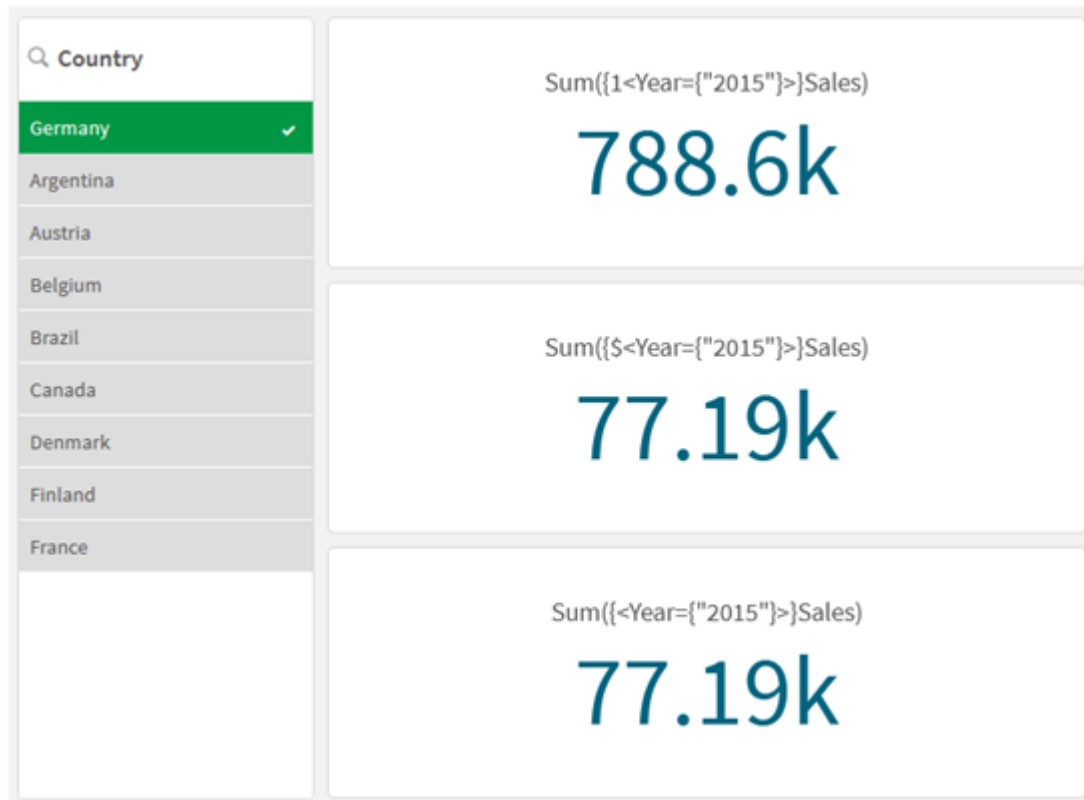 Country
Germany
Argentina
Austria
Belgium
Brazil
Canada
Denmark
Finland
France
Sum({1<Year={"2015"}>}Sales)
788.6k
Sum({$<Year={"2015"}>}Sales)
77.19k
Sum({<Year={"2015"}>}Sales)
77.19k